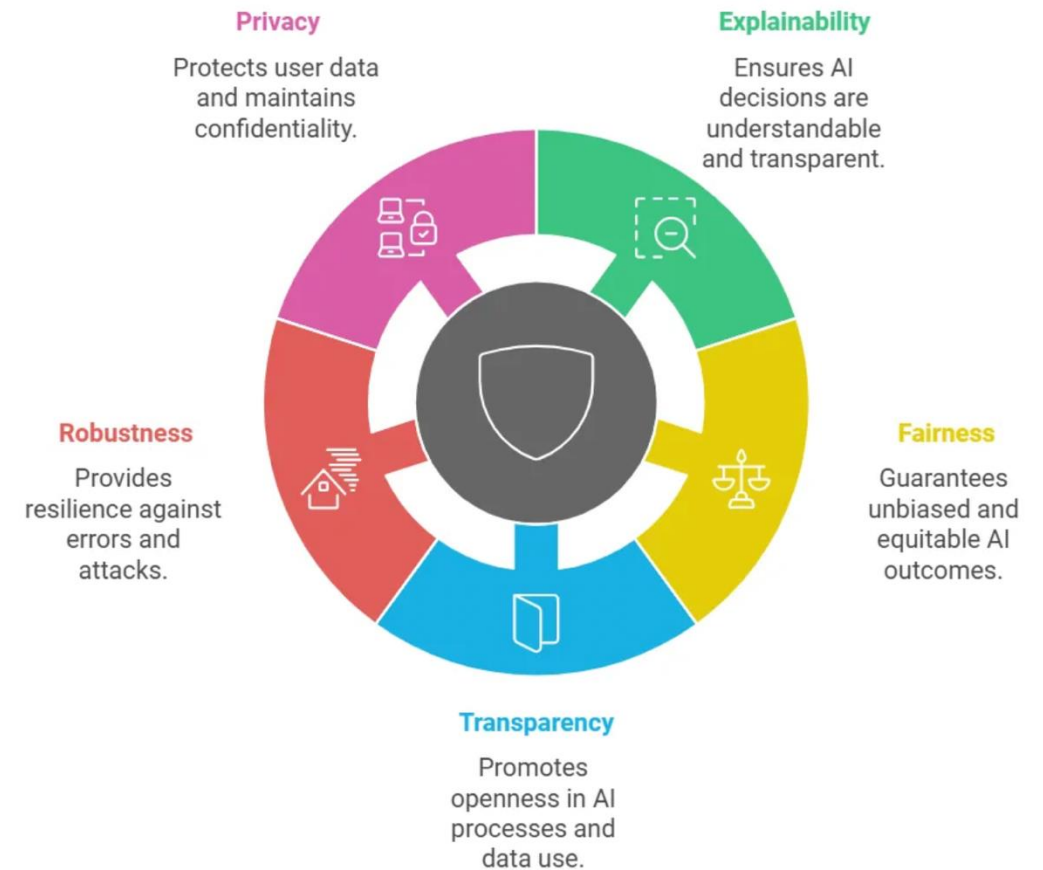 Privacy
Protects user data
and maintains
confidentiality.
Explainability
Ensures AI
decisions are
understandable
and transparent.
Robustness
Provides
resilience against
errors and
attacks.
Fairness
Guarantees
unbiased and
equitable AI
outcomes.
Transparency
Promotes
openness in AI
processes and
data use.